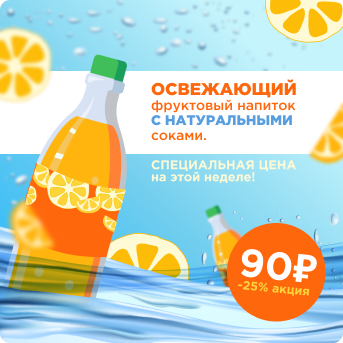 ОСВЕЖАЮЩИЙ
фруктовый напиток
С НАТУРАЛЬНЫМИ
соками.
СПЕЦИАЛЬНАЯ ЦЕНА
на этой неделе!
90₽
-25% акция